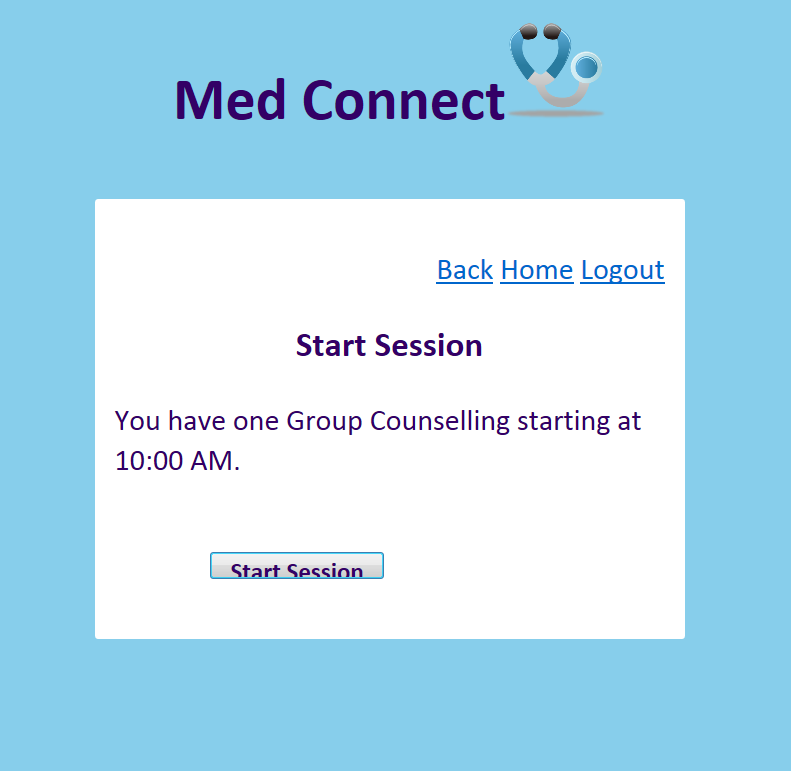 Med Connect
Back Home Logout
Start Session
You have one Group Counselling starting at
10:00 AM.
Start Session